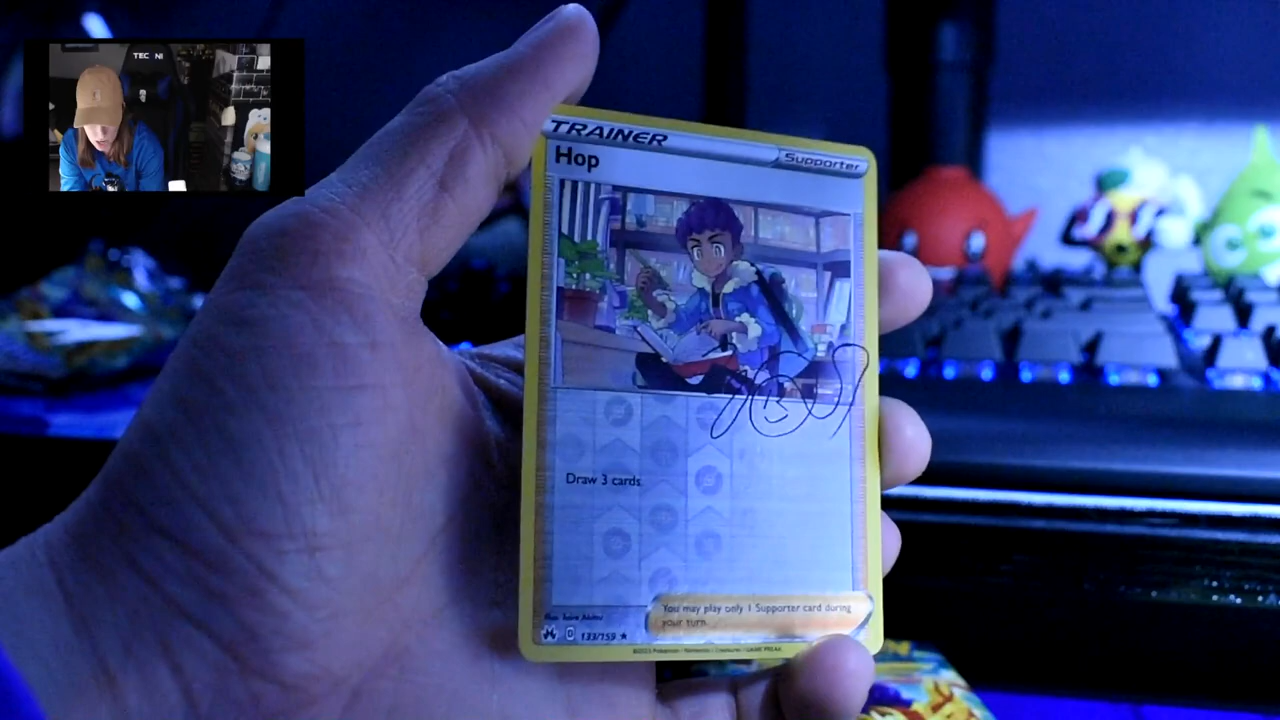 TEC NI
TRAINER
Supporter
Hop
Draw 3 cards.
You may play only 1 Supporter card during
your turn.
D 133/159 ★